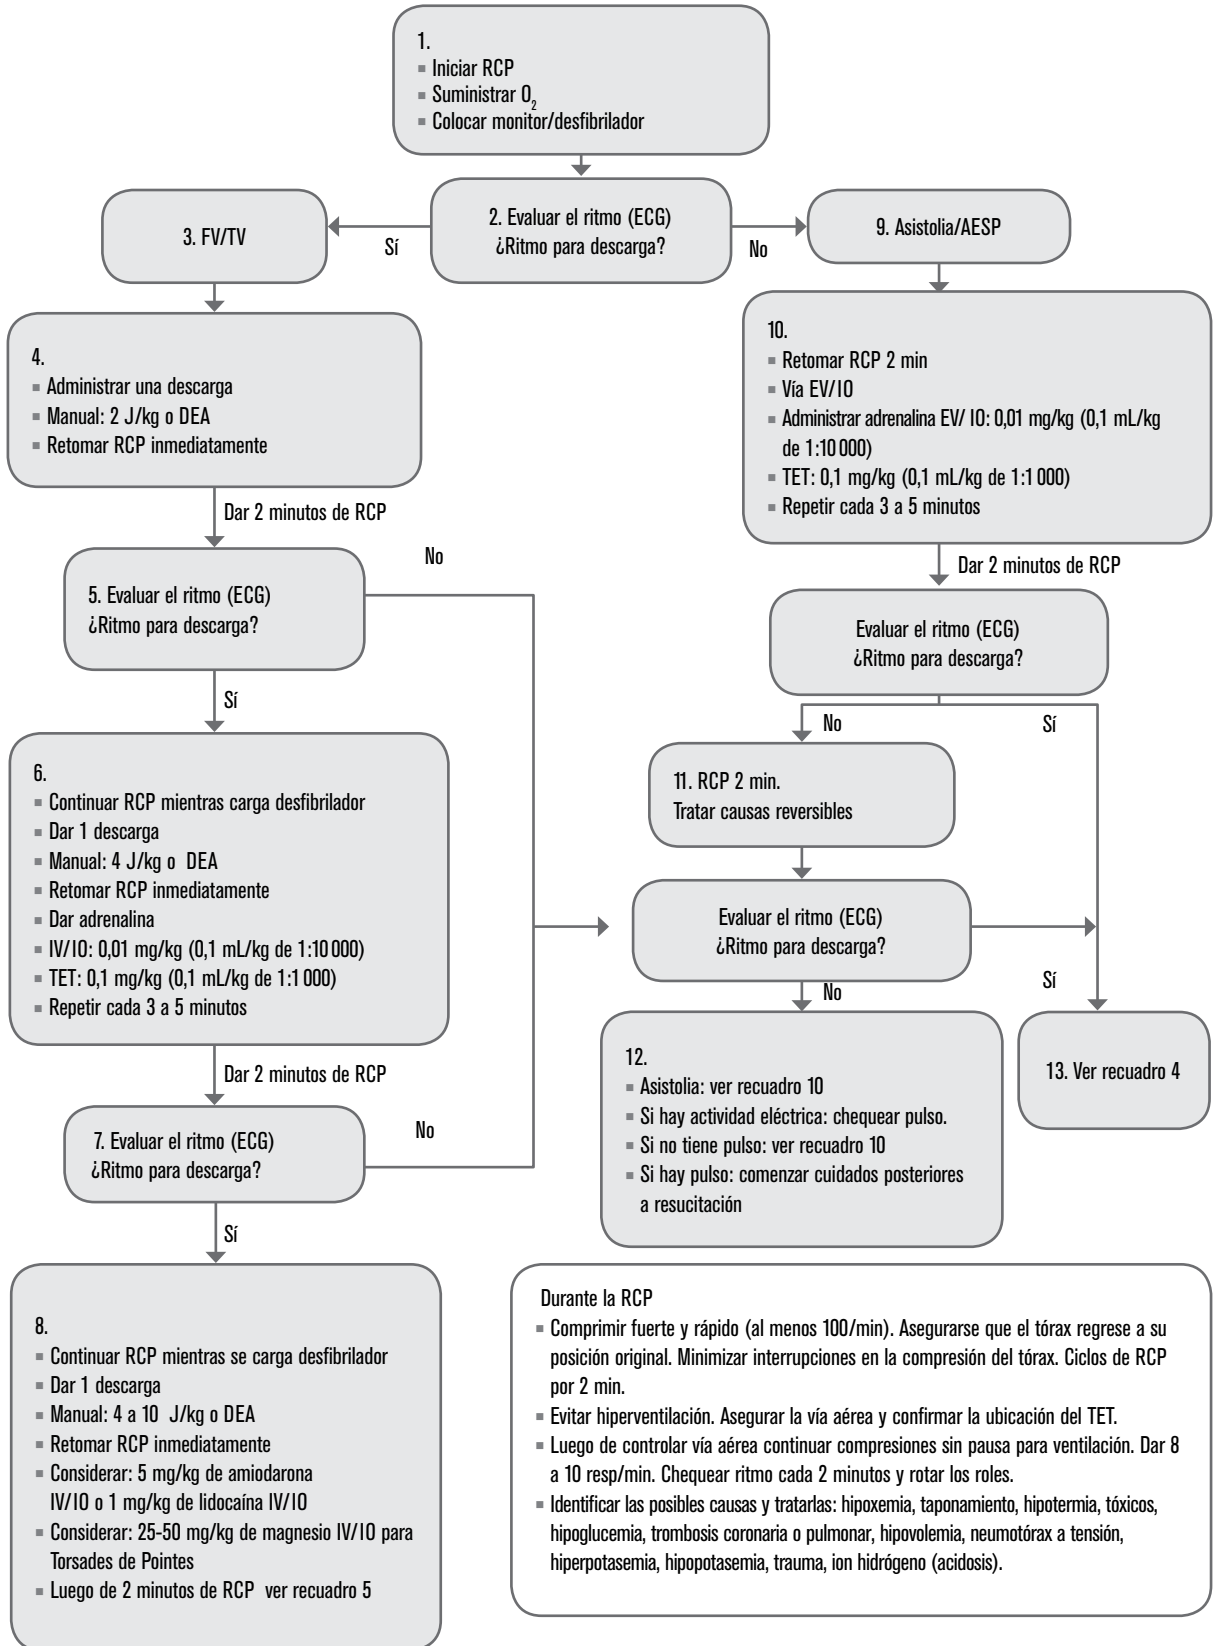 1.
▪ Iniciar RCP
▪ Suministrar O₂
▪ Colocar monitor/desfibrilador
2. Evaluar el ritmo (ECG)
¿Ritmo para descarga?
Sí
No
3. FV/TV
9. Asistolia/AESP
4.
▪ Administrar una descarga
▪ Manual: 2 J/kg o DEA
▪ Retomar RCP inmediatamente
Dar 2 minutos de RCP
5. Evaluar el ritmo (ECG)
¿Ritmo para descarga?
No
Sí
6.
▪ Continuar RCP mientras carga desfibrilador
▪ Dar 1 descarga
▪ Manual: 4 J/kg o DEA
▪ Retomar RCP inmediatamente
▪ Dar adrenalina
▪ IV/IO: 0,01 mg/kg (0,1 mL/kg de 1:10 000)
▪ TET: 0,1 mg/kg (0,1 mL/kg de 1:1 000)
▪ Repetir cada 3 a 5 minutos
Dar 2 minutos de RCP
7. Evaluar el ritmo (ECG)
¿Ritmo para descarga?
No
Sí
8.
▪ Continuar RCP mientras se carga desfibrilador
▪ Dar 1 descarga
▪ Manual: 4 a 10 J/kg o DEA
▪ Retomar RCP inmediatamente
▪ Considerar: 5 mg/kg de amiodarona
IV/IO o 1 mg/kg de lidocaína IV/IO
▪ Considerar: 25-50 mg/kg de magnesio IV/IO para
Torsades de Pointes
▪ Luego de 2 minutos de RCP ver recuadro 5
10.
▪ Retomar RCP 2 min
▪ Vía EV/IO
▪ Administrar adrenalina EV/ IO: 0,01 mg/kg (0,1 mL/kg
de 1:10 000)
▪ TET: 0,1 mg/kg (0,1 mL/kg de 1:1 000)
▪ Repetir cada 3 a 5 minutos
Dar 2 minutos de RCP
Evaluar el ritmo (ECG)
¿Ritmo para descarga?
No
Sí
11. RCP 2 min.
Tratar causas reversibles
Evaluar el ritmo (ECG)
¿Ritmo para descarga?
No
Sí
12.
▪ Asistolia: ver recuadro 10
▪ Si hay actividad eléctrica: chequear pulso.
▪ Si no tiene pulso: ver recuadro 10
▪ Si hay pulso: comenzar cuidados posteriores
a resucitación
13. Ver recuadro 4
Durante la RCP
▪ Comprimir fuerte y rápido (al menos 100/min). Asegurarse que el tórax regrese a su
posición original. Minimizar interrupciones en la compresión del tórax. Ciclos de RCP
por 2 min.
▪ Evitar hiperventilación. Asegurar la vía aérea y confirmar la ubicación del TET.
▪ Luego de controlar vía aérea continuar compresiones sin pausa para ventilación. Dar 8
a 10 resp/min. Chequear ritmo cada 2 minutos y rotar los roles.
▪ Identificar las posibles causas y tratarlas: hipoxemia, taponamiento, hipotermia, tóxicos,
hipoglucemia, trombosis coronaria o pulmonar, hipovolemia, neumotórax a tensión,
hiperpotasemia, hipopotasemia, trauma, ion hidrógeno (acidosis).